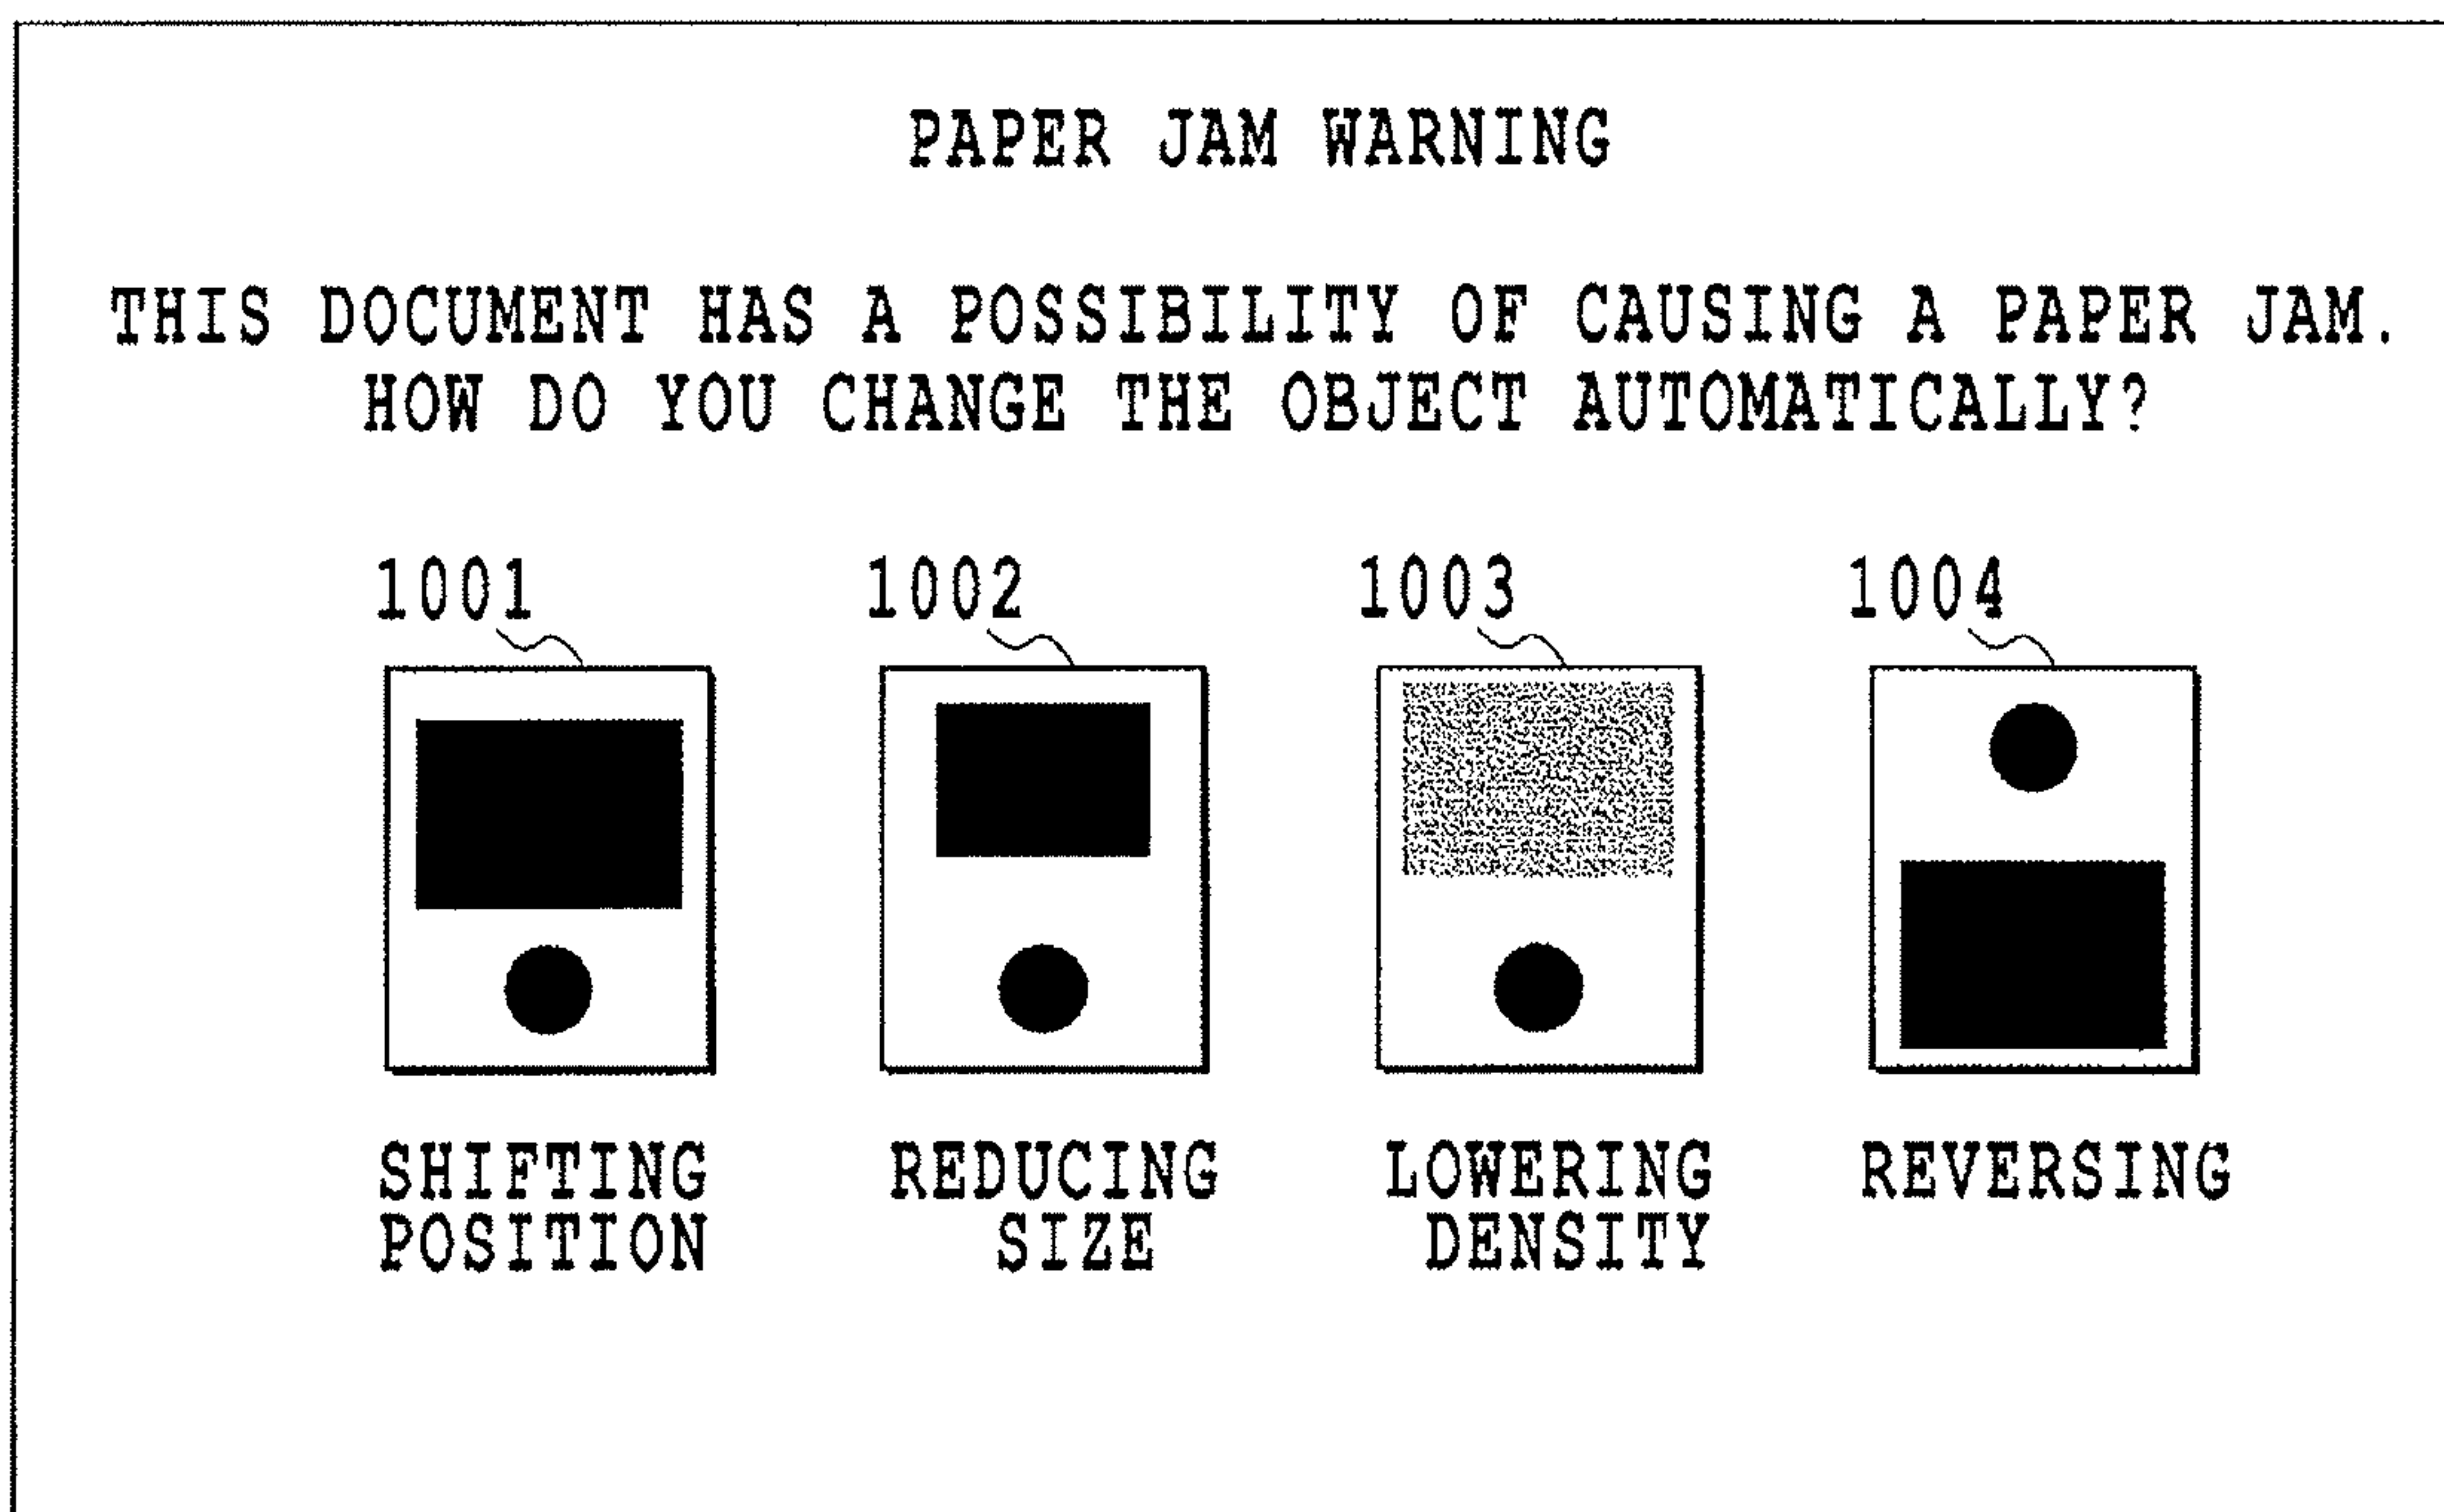 PAPER JAM WARNING
THIS DOCUMENT HAS A POSSIBILITY OF CAUSING A PAPER JAM.
HOW DO YOU CHANGE THE OBJECT AUTOMATICALLY?
1001 1002 1003 1004
SHIFTING REDUCING LOWERING REVERSING
POSITION SIZE DENSITY